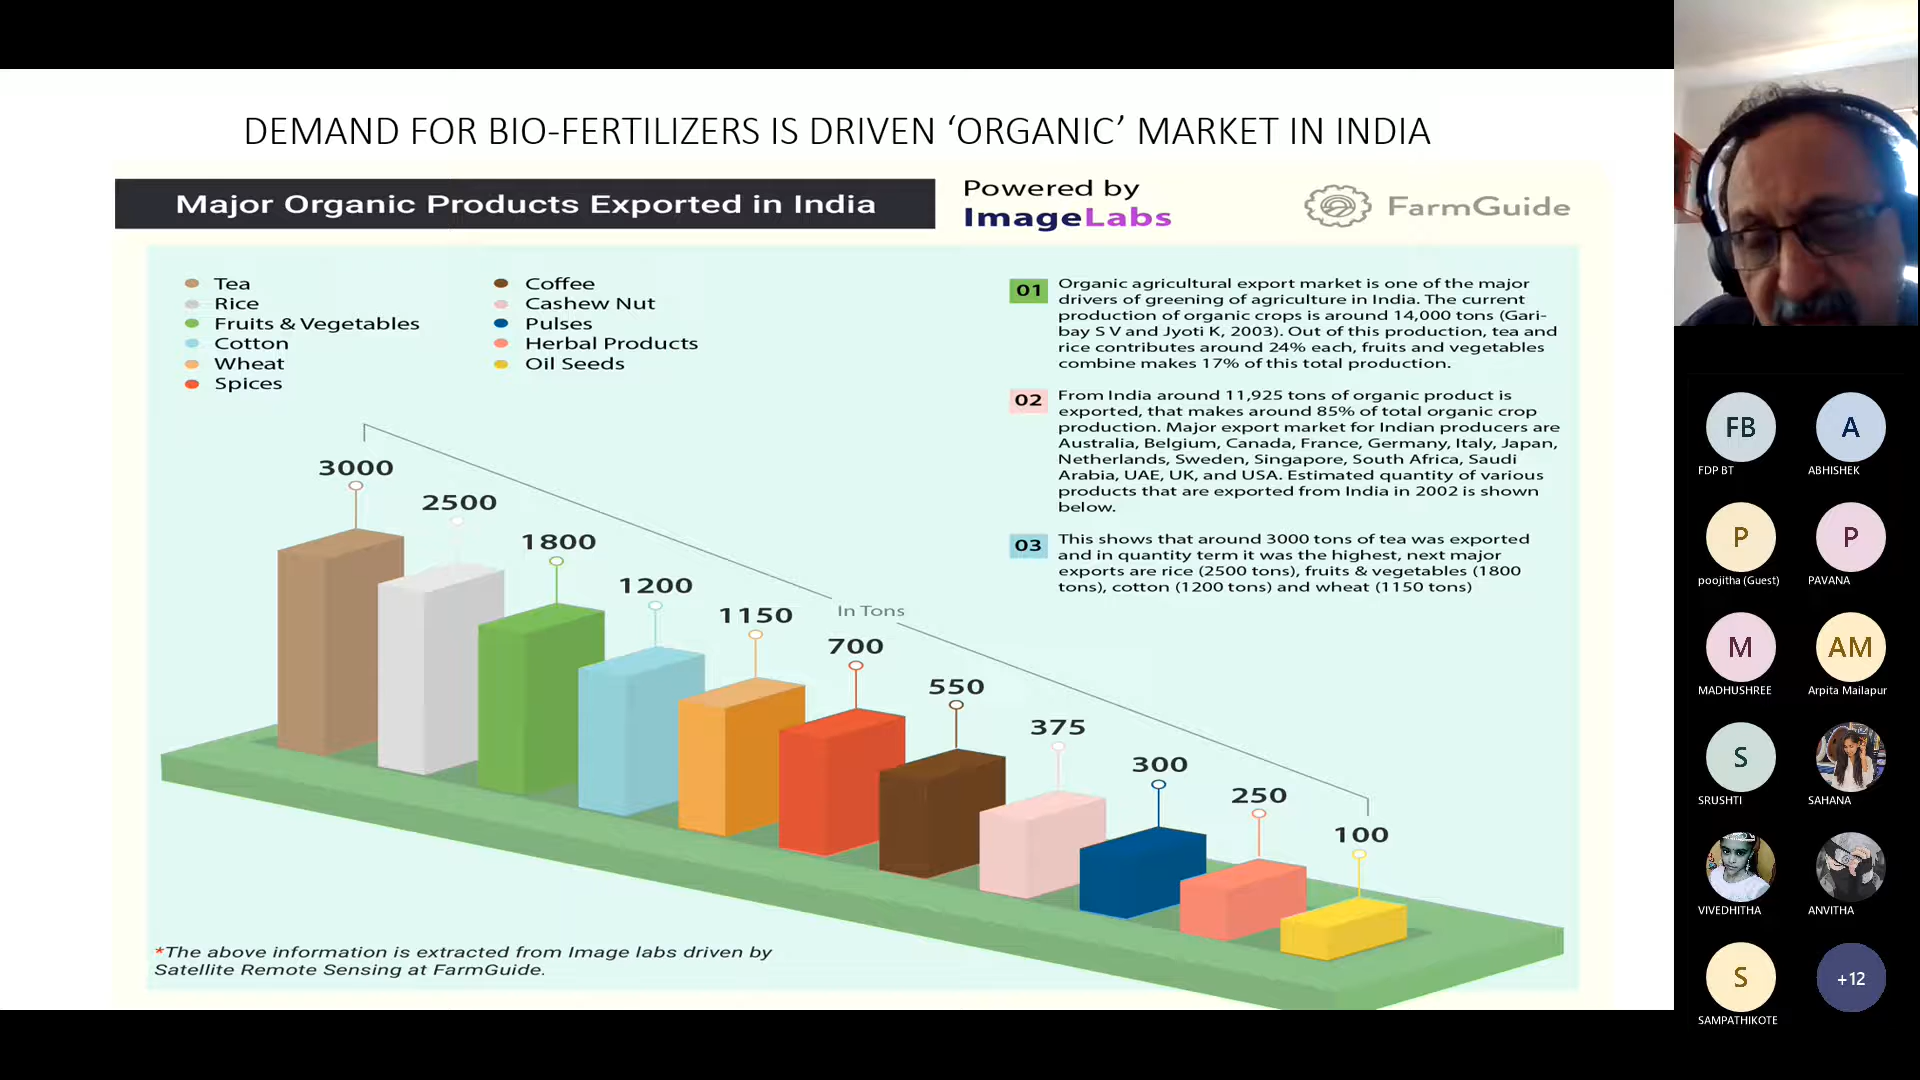 DEMAND FOR BIO-FERTILIZERS IS DRIVEN ‘ORGANIC’ MARKET IN INDIA
Major Organic Products Exported in India
Powered by
ImageLabs
FarmGuide
Tea
Rice
Fruits & Vegetables
Cotton
Wheat
Spices
Coffee
Cashew Nut
Pulses
Herbal Products
Oil Seeds
01
Organic agricultural export market is one of the major
drivers of greening of agriculture in India. The current
production of organic crops is around 14,000 tons (Gari-
bay S V and Jyoti K, 2003). Out of this production, tea and
rice contributes around 24% each, fruits and vegetables
combine makes 17% of this total production.
02
From India around 11,925 tons of organic product is
exported, that makes around 85% of total organic crop
production. Major export market for Indian producers are
Australia, Belgium, Canada, France, Germany, Italy, Japan,
Netherlands, Sweden, Singapore, South Africa, Saudi
Arabia, UAE, UK, and USA. Estimated quantity of various
products that are exported from India in 2002 is shown
below.
03
This shows that around 3000 tons of tea was exported
and in quantity term it was the highest, next major
exports are rice (2500 tons), fruits & vegetables (1800
tons), cotton (1200 tons) and wheat (1150 tons)
3000
2500
1800
1200
1150
In Tons
700
550
375
300
250
100
*The above information is extracted from Image labs driven by
Satellite Remote Sensing at FarmGuide.
FB
FDP BT
A
ABHISHEK
P
poojitha (Guest)
P
PAVANA
M
MADHUSHREE
AM
Arpita Mailapur
S
SRUSHTI
SAHANA
VIVEDHITHA
ANVITHA
S
SAMPATHIKOTE
+12